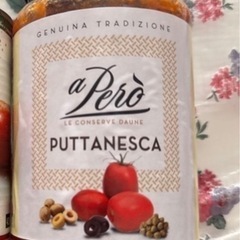 GENUINA TRADIZIONE
a Però
LE CONSERVE DAUNE
PUTTANESCA